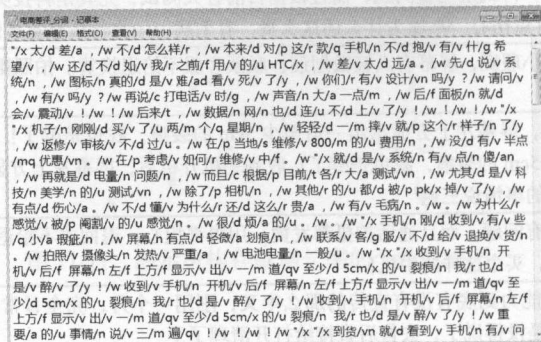 电商差评_分词 - 记事本
文件(F) 编辑(E) 格式(O) 查看(V) 帮助(H)
"/x 太/d 差/a ，/w 不/d 怎么样/r ，/w 本来/d 对/p 这/r 款/q 手机/n 不/d 抱/v 有/v 什/g 希
望/v ，/w 还/d 不/d 如/v 我/r 之前/f 用/v 的/u HTC/x ，/w 差/v 太/d 远/a 。/w 先/d 说/v 系
统/n ，/w 图标/n 真的/d 是/v 难/ad 看/v 死/v 了/y ，/w 你们/r 有/v 设计/vn 吗/y ？/w 请问/v
，/w 有/v 吗/y ？/w 再说/c 打电话/v 时/g ，/w 声音/n 大/a 一点/m ，/w 后/f 面板/n 就/d
会/v 震动/v ！/w ！/w 后来/t ，/w 数据/n 网/n 也/d 连/u 不/d 上/v 了/y ！/w ！/w ！/w "/x
"/x 机子/n 刚刚/d 买/v 了/u 两/m 个/q 星期/n ，/w 轻轻/d 一/m 摔/v 就/p 这个/r 样子/n 了/y
，/w 返修/v 审核/v 不/d 过/u 。/w 在/p 当地/s 维修/v 800/m 的/u 费用/n ，/w 没/d 有/v 半点
/mq 优惠/vn 。/w 在/p 考虑/v 如何/r 维修/v 中/f 。/w "/x 就/d 是/v 系统/n 有/v 点/n 傻/an
，/w 再就是/d 电量/n 问题/n ，/w 而且/c 根据/p 目前/t 各/r 大/a 测试/vn ，/w 尤其/d 是/v 科
技/n 美学/n 的/u 测试/vn ，/w 除了/p 相机/n ，/w 其他/r 的/u 都/d 被/p pk/x 掉/v 了/y ，/w
有点/d 伤心/a 。/w 不/d 懂/v 为什么/r 还/d 这么/r 贵/a ，/w 有/v 毛病/n 。/w 。/w 为什么/r
感觉/v 被/p 阉割/v 的/u 感觉/n 。/w 很/d 烦/a 的/u 。/w 。/w "/x 手机/n 刚/d 收到/v 有/v 些
/q 小/a 瑕疵/n ，/w 屏幕/n 有点/d 轻微/a 划痕/n ，/w 联系/v 客/g 服/v 不/d 给/v 退换/v 货/n
。/w 拍照/v 摄像头/n 发热/v 严重/a ，/w 电池电量/n 一般/u 。/w "/x "/x 收到/v 手机/n  开
机/v 后/f  屏幕/n 左/f 上方/f 显示/v 出/v 一/m 道/qv 至少/d 5cm/x 的/u 裂痕/n  我/r 也/d
是/v 醉/v 了/y ！/w 收到/v 手机/n  开机/v 后/f  屏幕/n 左/f 上方/f 显示/v 出/v 一/m 道/qv 至
少/d 5cm/x 的/u 裂痕/n  我/r 也/d 是/v 醉/v 了/y ！/w 收到/v 手机/n  开机/v 后/f  屏幕/n 左/f
上方/f 显示/v 出/v 一/m 道/qv 至少/d 5cm/x 的/u 裂痕/n  我/r 也/d 是/v 醉/v 了/y ！/w 重
要/a 的/u 事情/n 说/v 三/m 遍/qv ！/w ！/w ！/w "/x "/x 到货/vn 就/d 看到/v 手机/n 有/v 问